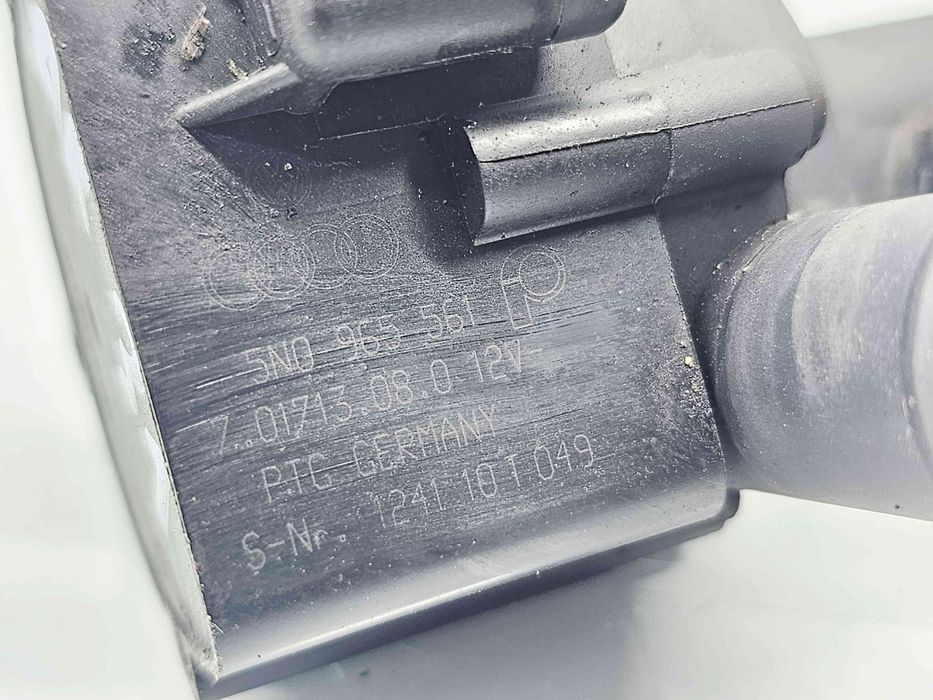 5N0 965 561
7.01713.08.0 12V
PTG GERMANY
S-Nr. 1241 10 T 049